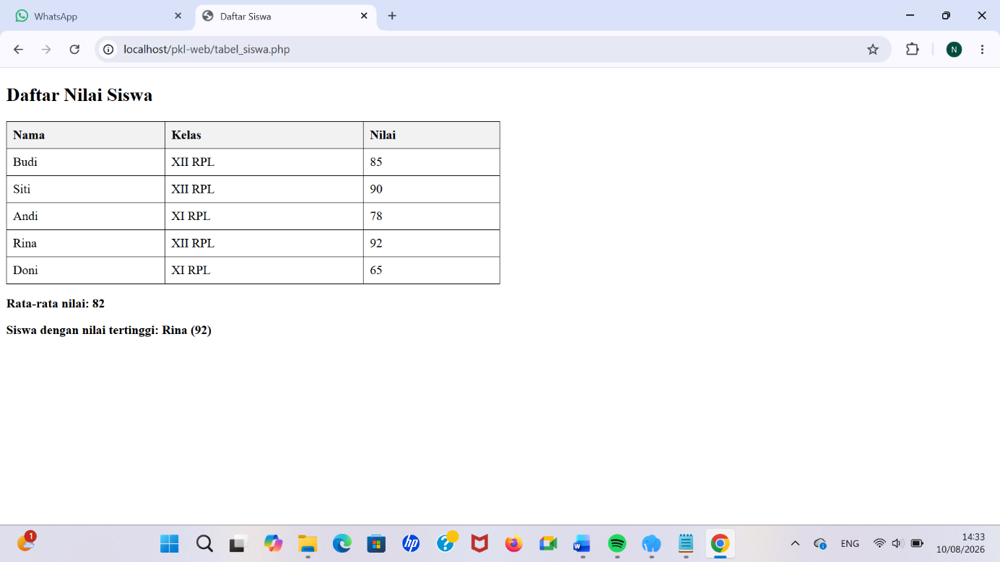 WhatsApp
Daftar Siswa
localhost/pkl-web/tabel_siswa.php
N
Daftar Nilai Siswa
Nama Kelas Nilai
Budi XII RPL 85
Siti XII RPL 90
Andi XI RPL 78
Rina XII RPL 92
Doni XI RPL 65
Rata-rata nilai: 82
Siswa dengan nilai tertinggi: Rina (92)
1
hp
?
W
ENG
14:33
10/08/2026